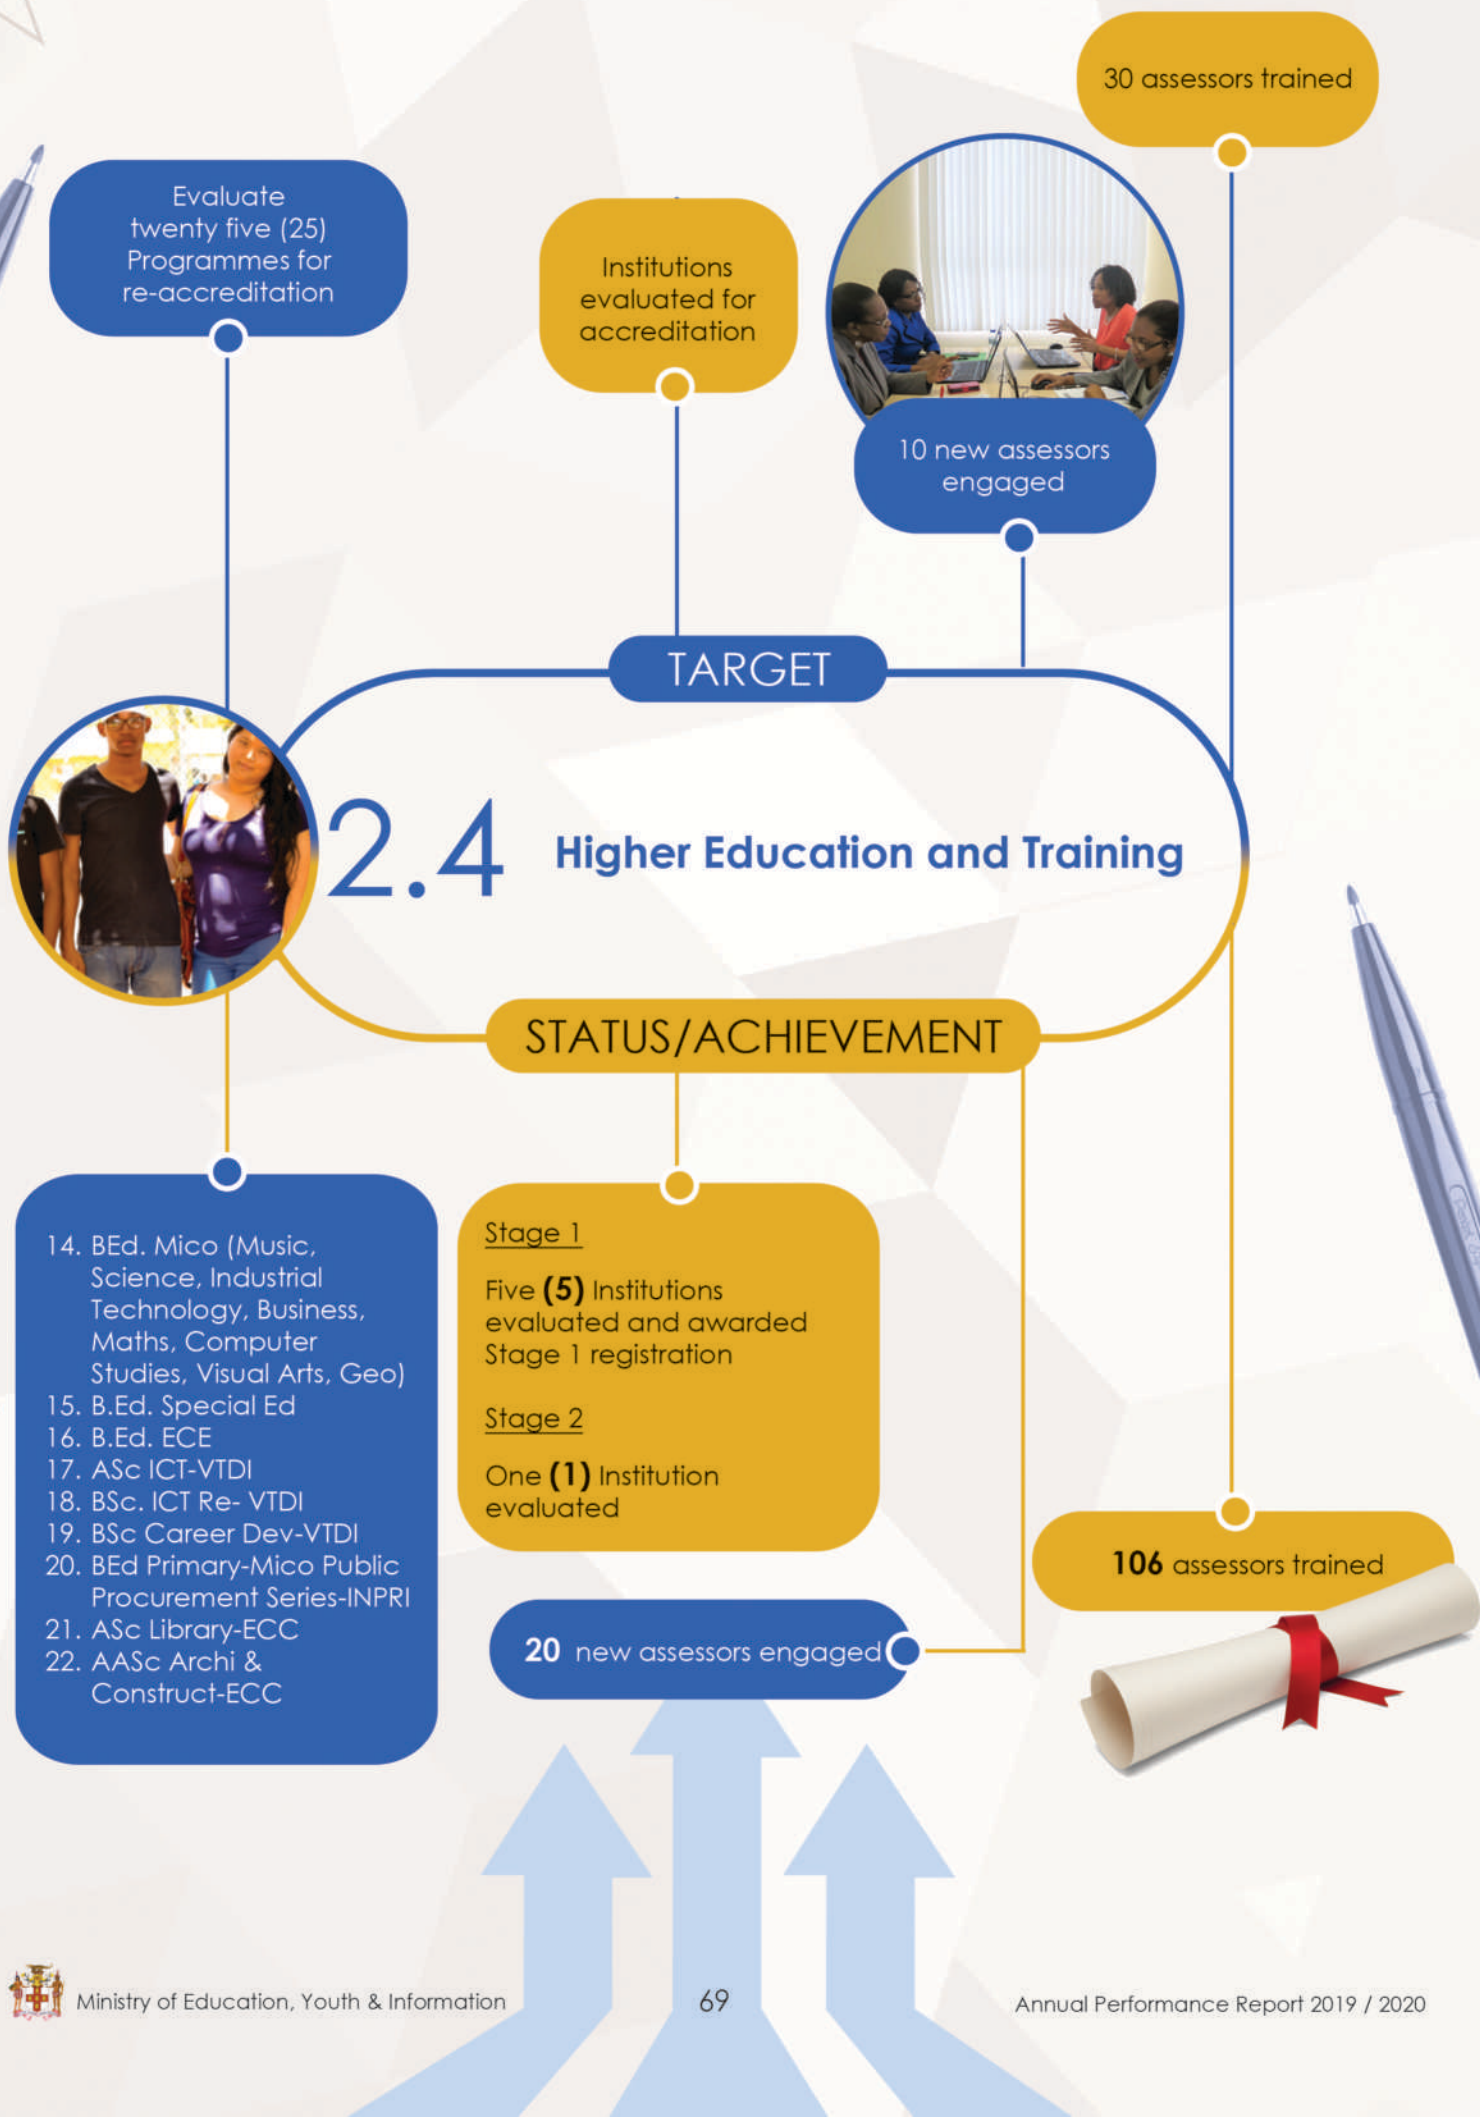 30 assessors trained
Evaluate
twenty five (25)
Programmes for
re-accreditation
Institutions
evaluated for
accreditation
10 new assessors
engaged
TARGET
2.4 Higher Education and Training
STATUS/ACHIEVEMENT
14. BEd. Mico (Music,
Science, Industrial
Technology, Business,
Maths, Computer
Studies, Visual Arts, Geo)
15. B.Ed. Special Ed
16. B.Ed. ECE
17. ASc ICT-VTDI
18. BSc. ICT Re- VTDI
19. BSc Career Dev-VTDI
20. BEd Primary-Mico Public
Procurement Series-INPRI
21. ASc Library-ECC
22. AASc Archi &
Construct-ECC
Stage 1
Five (5) Institutions
evaluated and awarded
Stage 1 registration
Stage 2
One (1) Institution
evaluated
20 new assessors engaged
106 assessors trained
Ministry of Education, Youth & Information
69
Annual Performance Report 2019 / 2020